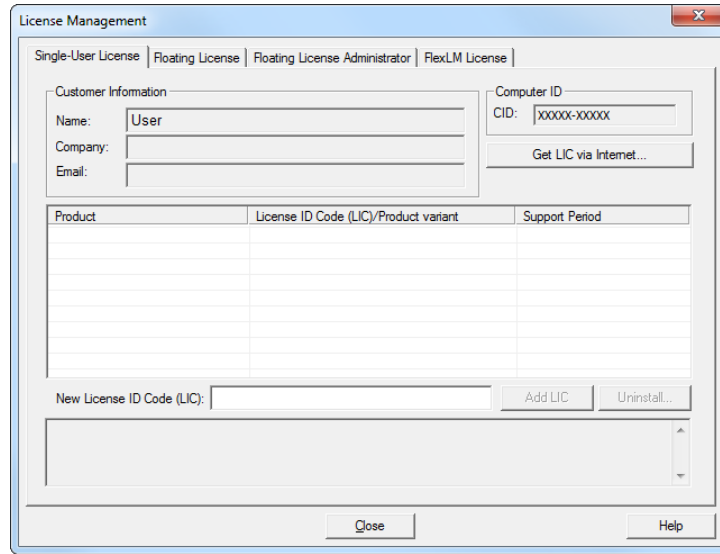 License Management
Single-User License Floating License Floating License Administrator FlexLM License
Customer Information
Name: User
Company:
Email:
Computer ID
CID: XXXXX-XXXXX
Get LIC via Internet...
Product License ID Code (LIC)/Product variant Support Period
New License ID Code (LIC): Add LIC Uninstall...
Close Help